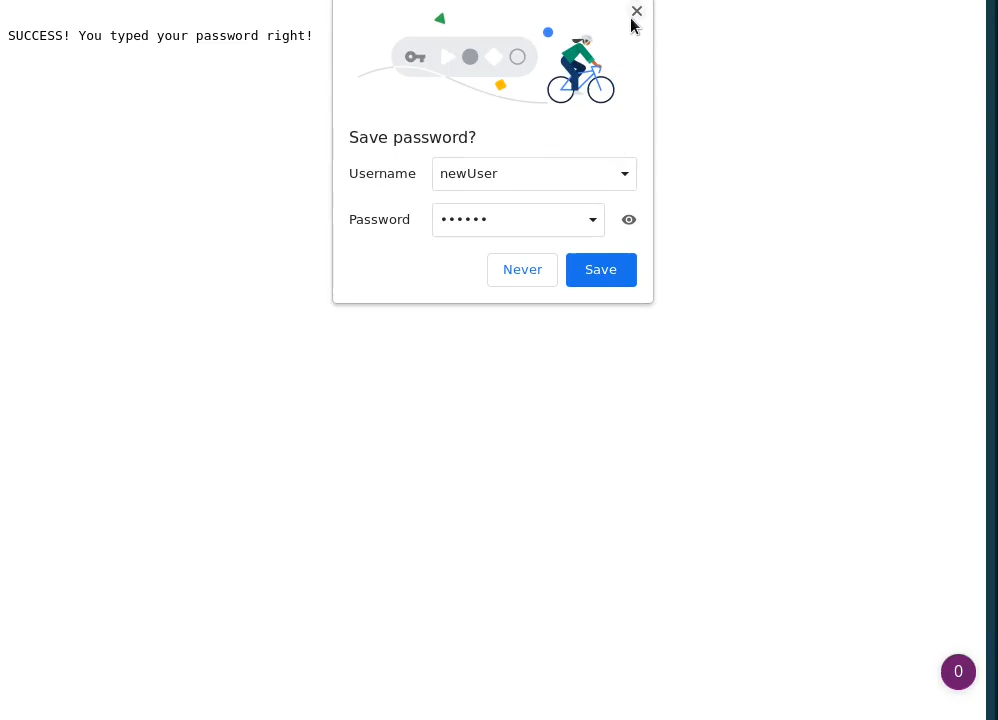 SUCCESS! You typed your password right!
Save password?
Username newUser
Password ••••••
Never Save
0